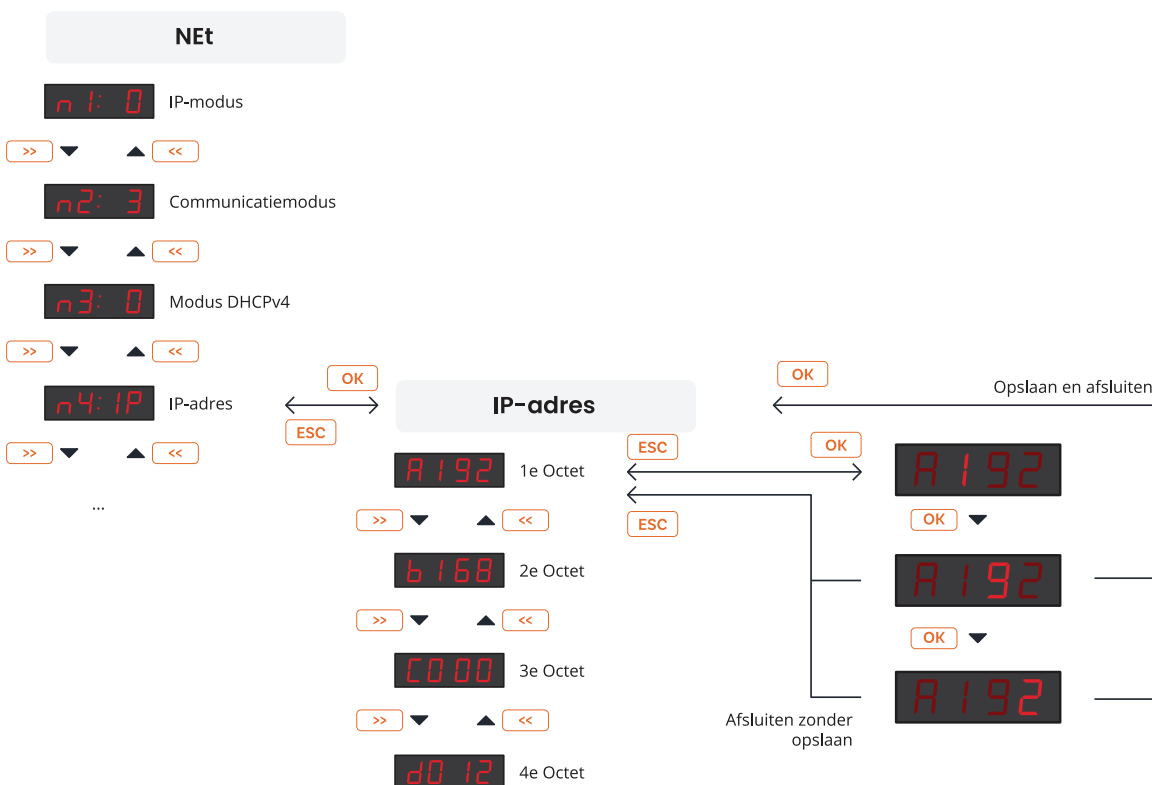 NEt
n1: 0 IP-modus
>> <<
n2: 3 Communicatiemodus
>> <<
n3: 0 Modus DHCPv4
>> <<
n4:IP IP-adres
>> <<
...
OK
ESC
IP-adres
OK
Opslaan en afsluiten
A192 1e Octet
ESC
OK
A192
ESC
>> <<
OK
b168 2e Octet
A192
>> <<
OK
C000 3e Octet
A192
>> <<
Afsluiten zonder
opslaan
d012 4e Octet